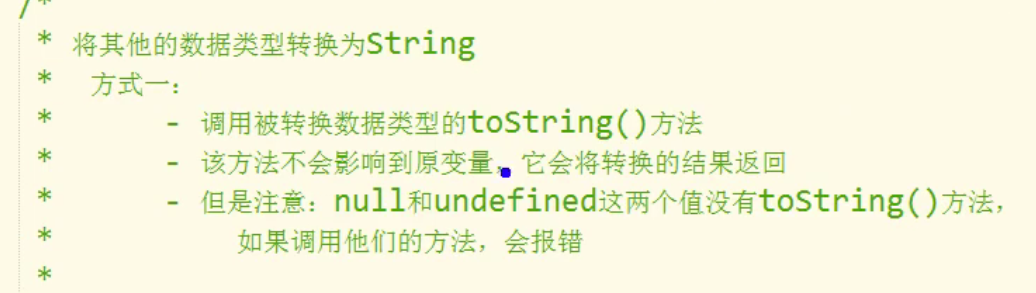 /*
* 将其他的数据类型转换为String
* 方式一:
* - 调用被转换数据类型的toString()方法
* - 该方法不会影响到原变量,它会将转换的结果返回
* - 但是注意:null和undefined这两个值没有toString()方法,
* 如果调用他们的方法,会报错
*